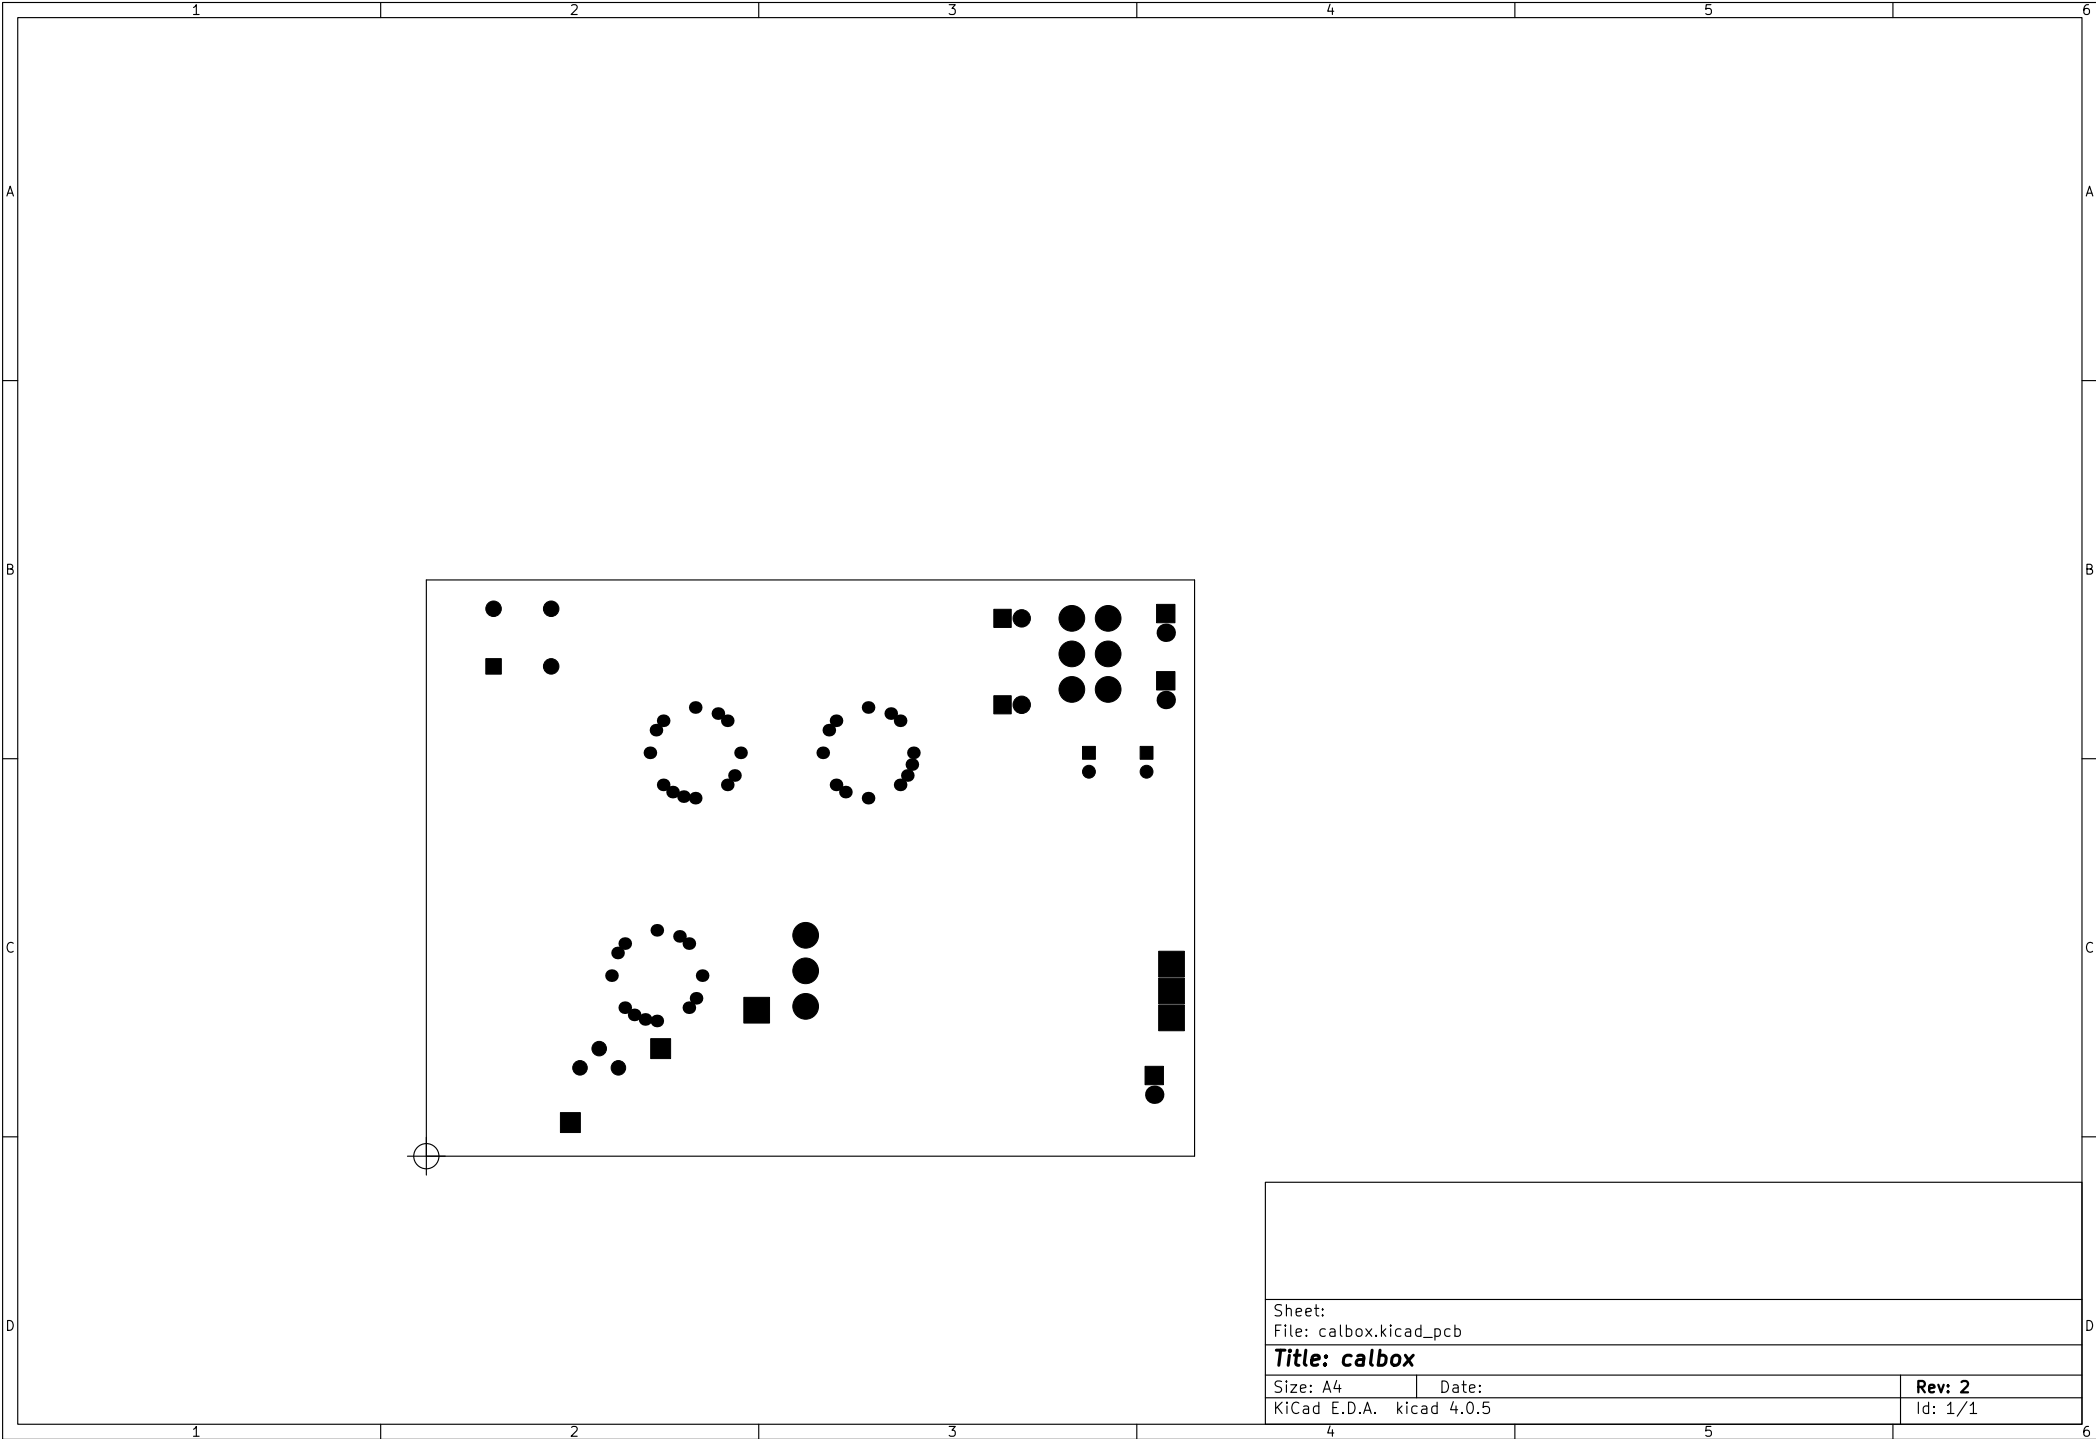 1 2 3 4 5 6
A A
B B
C C
Sheet:
File: calbox.kicad_pcb
D D
Title: calbox
Size: A4 Date: Rev: 2
KiCad E.D.A. kicad 4.0.5 Id: 1/1
1 2 3 4 5 6